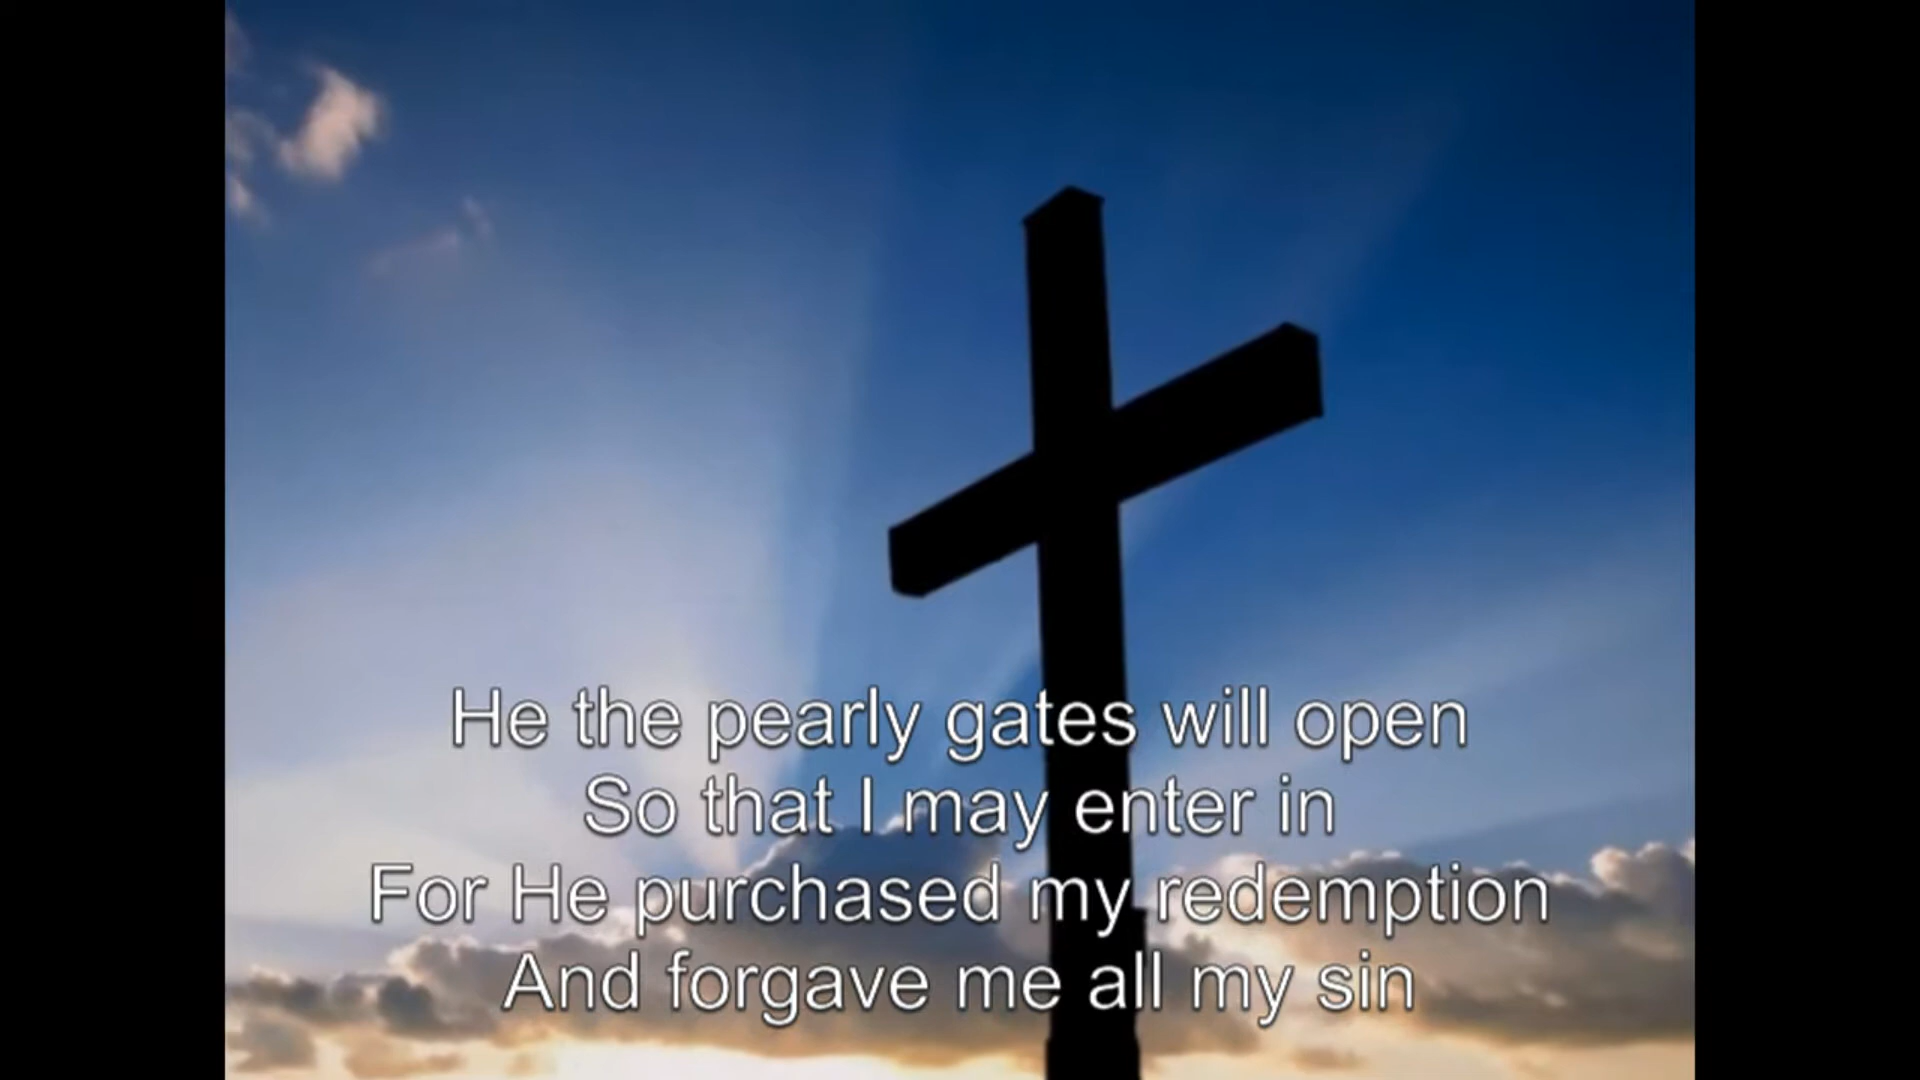 He the pearly gates will open
So that I may enter in
For He purchased my redemption
And forgave me all my sin